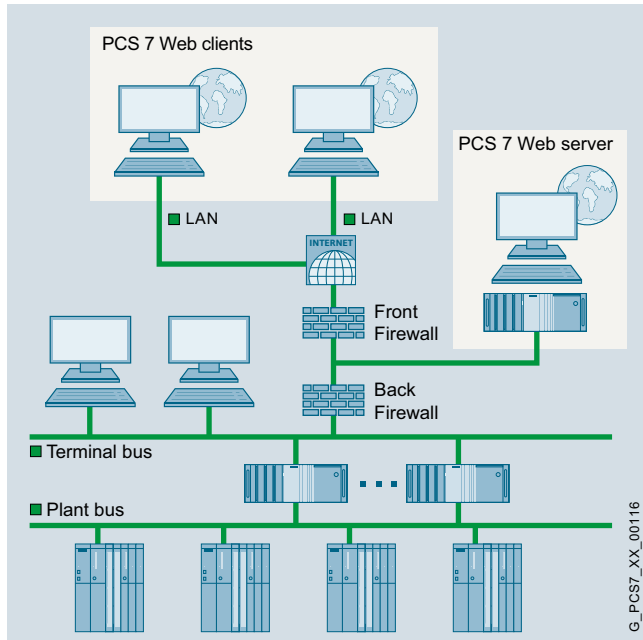 PCS 7 Web clients
PCS 7 Web server
LAN
LAN
INTERNET
Front
Firewall
Back
Firewall
Terminal bus
Plant bus
G_PCS7_XX_00116